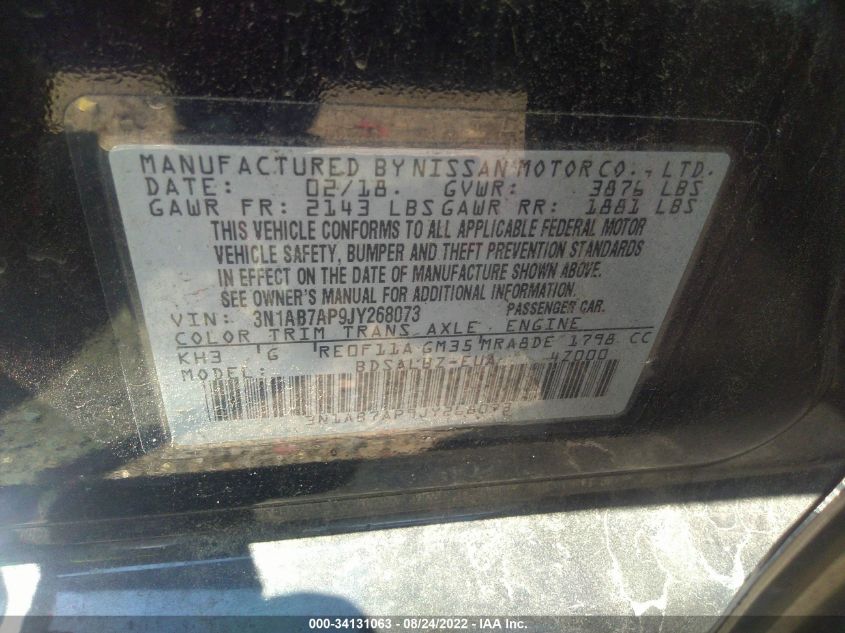 MANUFACTURED BY NISSAN MOTOR CO., LTD.
DATE: 02/18. GVWR: 3876 LBS
GAWR FR: 2143 LBS GAWR RR: 1881 LBS
THIS VEHICLE CONFORMS TO ALL APPLICABLE FEDERAL MOTOR
VEHICLE SAFETY, BUMPER AND THEFT PREVENTION STANDARDS
IN EFFECT ON THE DATE OF MANUFACTURE SHOWN ABOVE.
SEE OWNER'S MANUAL FOR ADDITIONAL INFORMATION.
VIN: 3N1AB7AP9JY268073 PASSENGER CAR.
COLOR TRIM TRANS AXLE ENGINE
KH3 G RE0F11A GM35 MRA8DE 1798 CC
MODEL: 47000
000-34131063 - 08/24/2022 - IAA Inc.